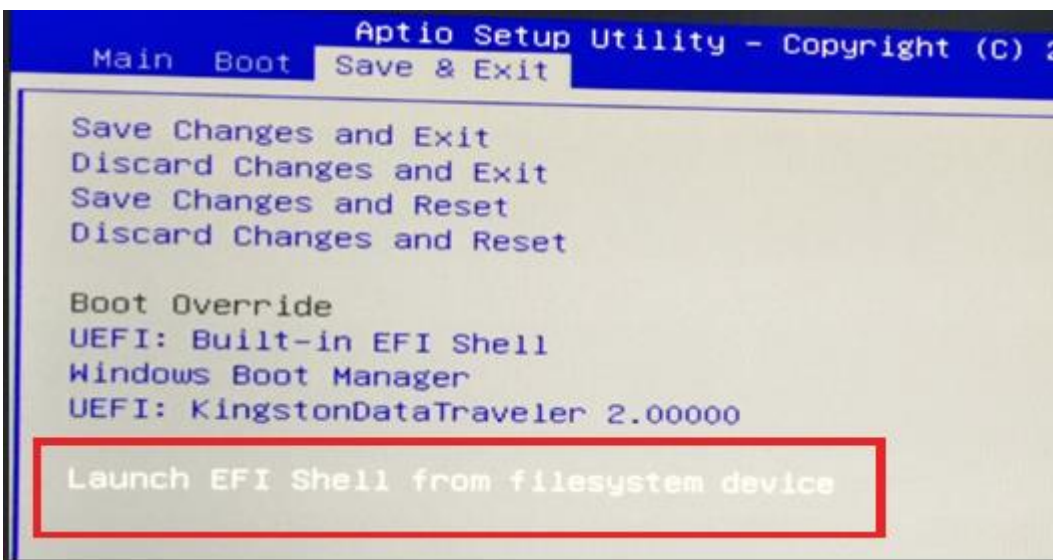 Aptio Setup Utility - Copyright (C)
Main Boot Save & Exit
Save Changes and Exit
Discard Changes and Exit
Save Changes and Reset
Discard Changes and Reset
Boot Override
UEFI: Built-in EFI Shell
Windows Boot Manager
UEFI: KingstonDataTraveler 2.00000
Launch EFI Shell from filesystem device